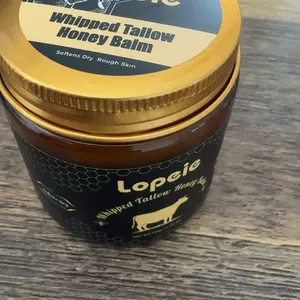 Whipped Tallow
Honey Balm
Softens Dry Rough Skin
Lopeie
Whipped Tallow Honey